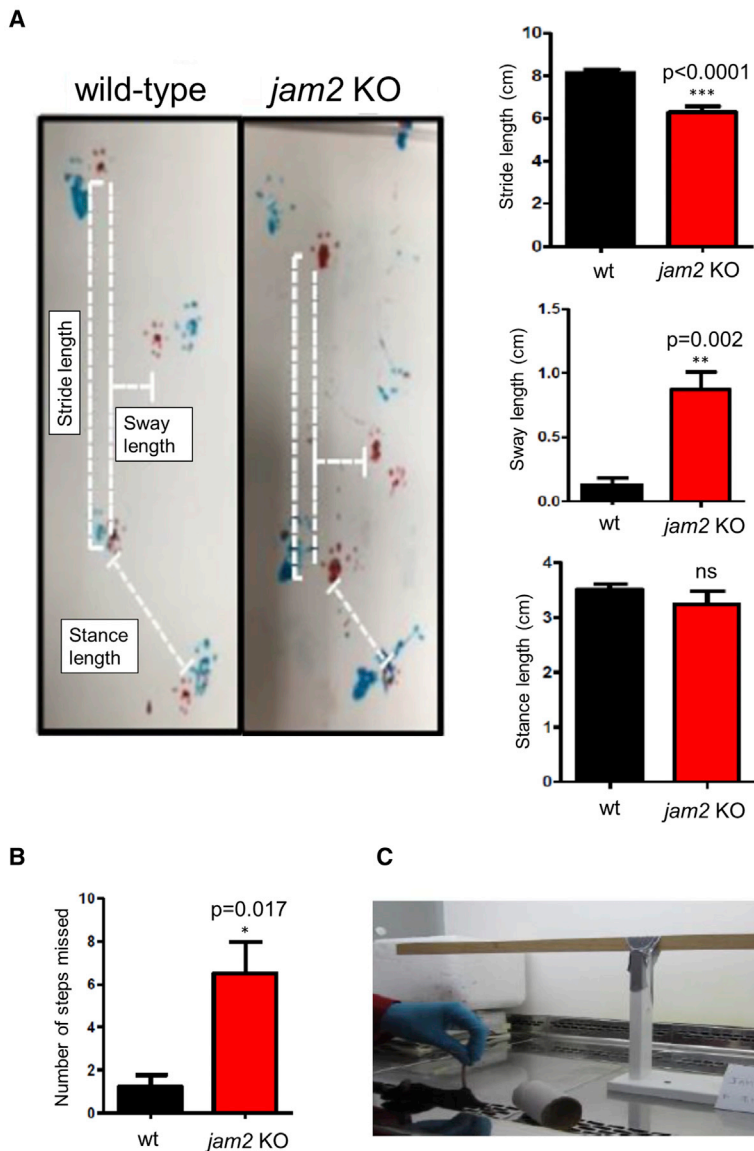 A
wild-type
jam2 KO
Stride length
Sway
length
Stance
length
Stride length (cm)
10
8
6
4
2
0
p<0.0001
***
wt
jam2 KO
Sway length (cm)
1.5
1.0
0.5
0.0
p=0.002
**
wt
jam2 KO
Stance length (cm)
4
3
2
1
0
ns
wt
jam2 KO
B
Number of steps missed
10
8
6
4
2
0
p=0.017
*
wt
jam2 KO
C